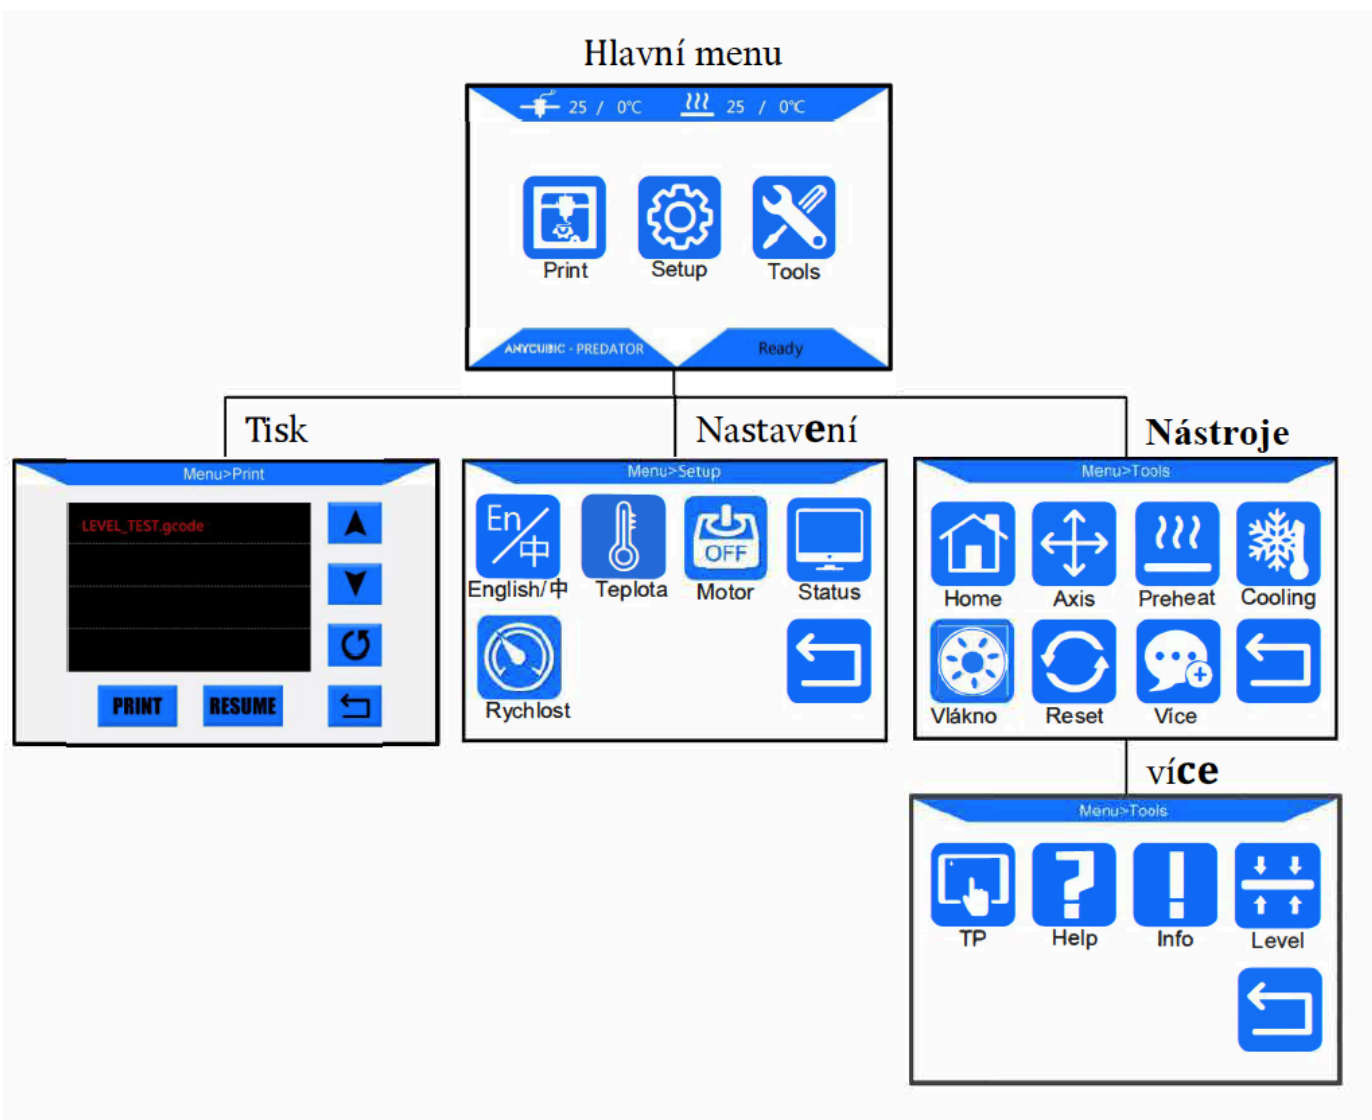 Hlavní menu
25 / 0℃ 25 / 0℃
Print Setup Tools
ANYCUBIC - PREDATOR Ready
Tisk Nastavení Nástroje
Menu>Print
LEVEL_TEST.gcode
PRINT RESUME
Menu>Setup
En/中 OFF
English/中 Teplota Motor Status
Rychlost
Menu>Tools
Home Axis Preheat Cooling
Vlákno Reset Více
více
Menu>Tools
TP Help Info Level